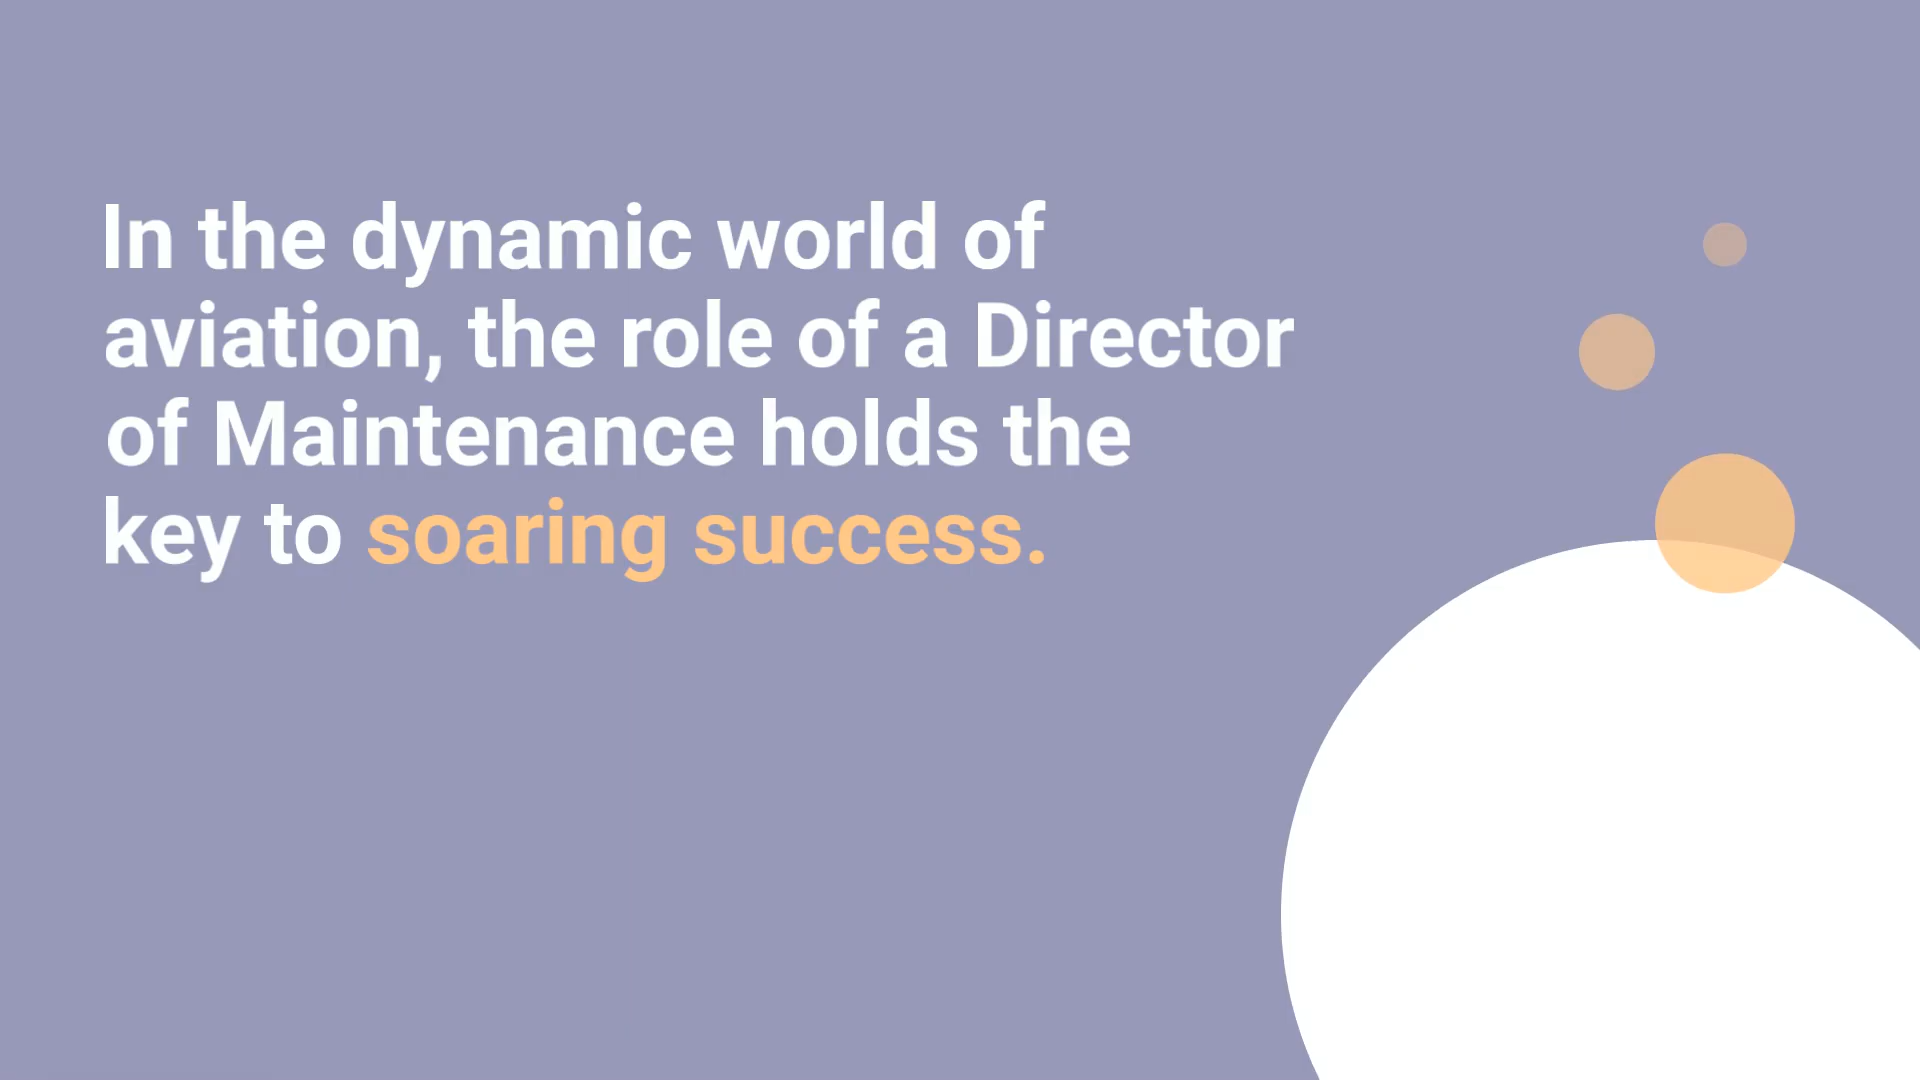 In the dynamic world of
aviation, the role of a Director
of Maintenance holds the
key to soaring success.